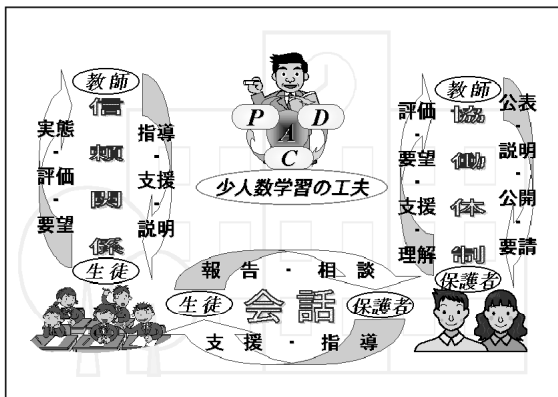 教師
信
頼
関
係
生徒
実態
-
評価
-
要望
指導
-
支援
-
説明
P D
A
C
少人数学習の工夫
教師
協
働
体
制
保護者
評価
-
要望
-
支援
-
理解
公表
-
説明
-
公開
-
要請
報告-相談
生徒 会話 保護者
支援-指導